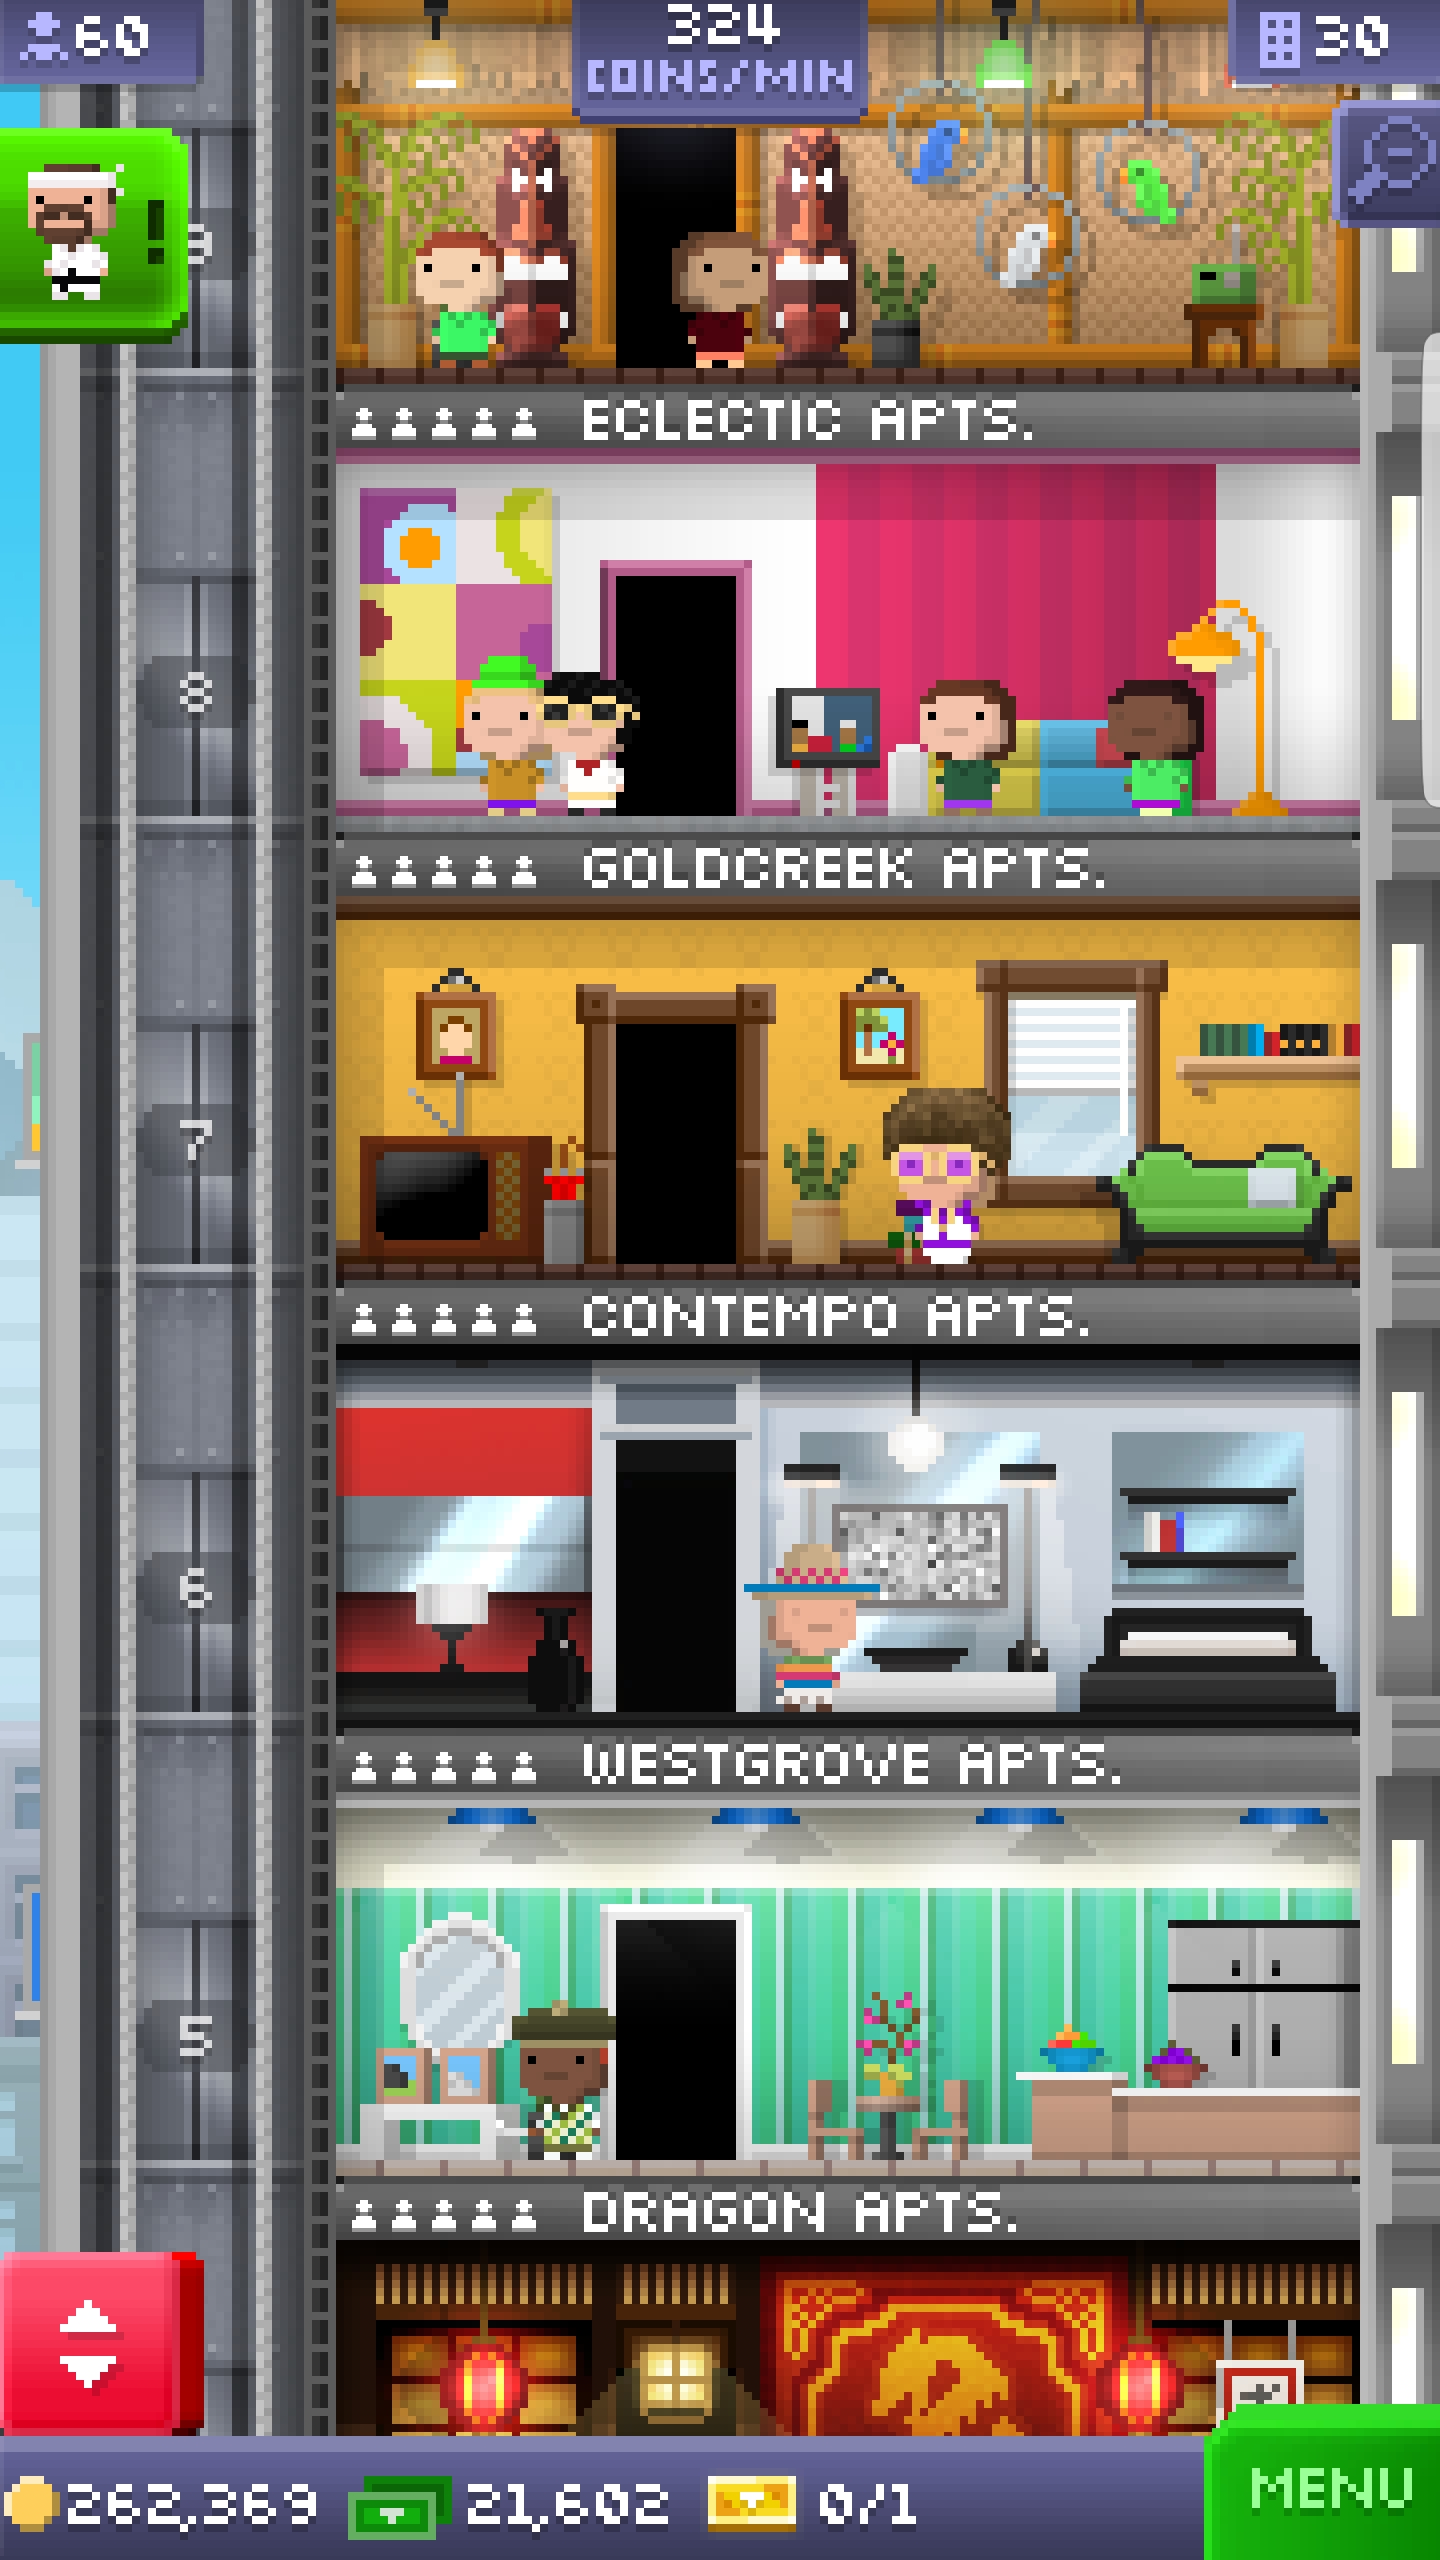 60
324
COINS/MIN
30
!
9
ECLECTIC APTS.
8
GOLDCREEK APTS.
7
CONTEMPO APTS.
6
WESTGROVE APTS.
5
DRAGON APTS.
262,369
21,602
0/1
MENU